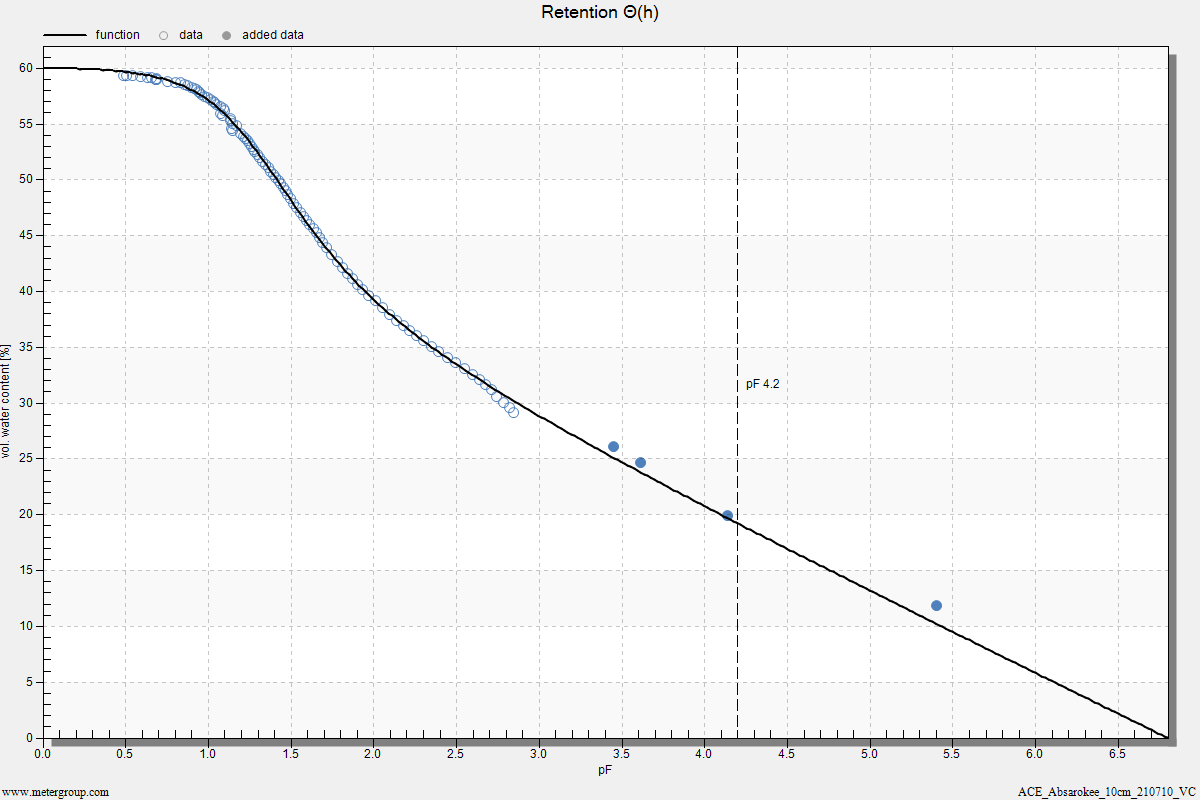 Retention Θ(h)
function data added data
60
55
50
45
40
35
30
25
20
15
10
5
0
vol. water content [%]
pF 4.2
0.0 0.5 1.0 1.5 2.0 2.5 3.0 3.5 4.0 4.5 5.0 5.5 6.0 6.5
pF
www.metergroup.com ACE_Absarokee_10cm_210710_VC